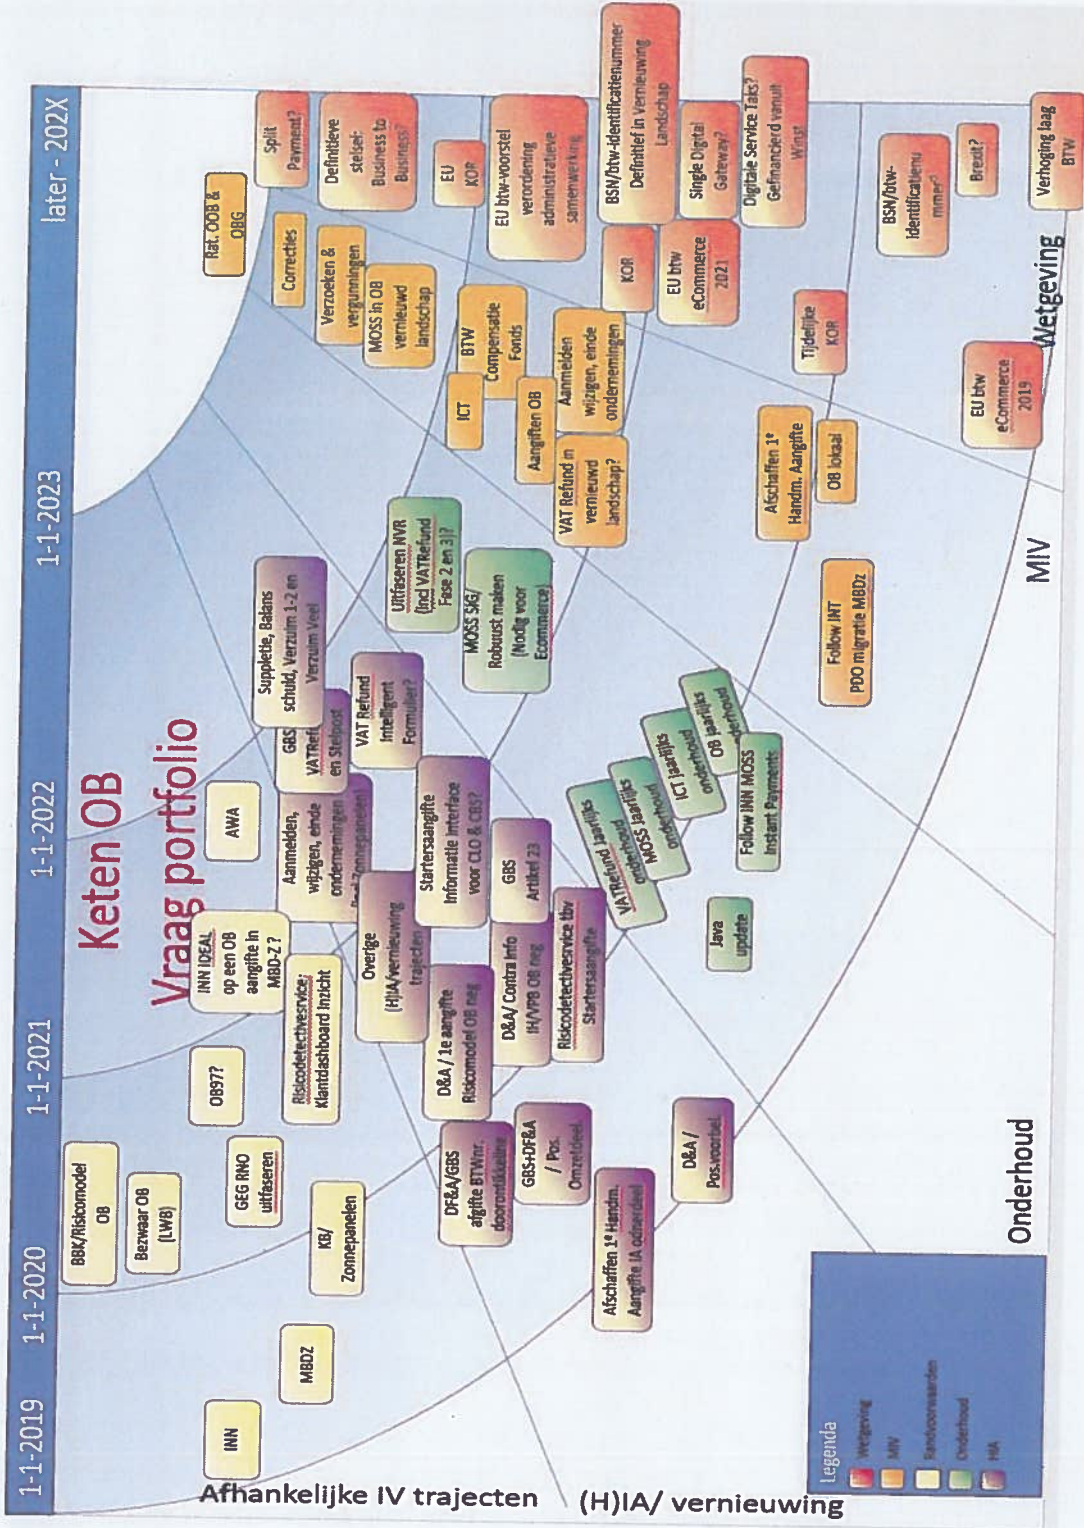 1-1-2019
1-1-2020
1-1-2021
1-1-2022
1-1-2023
later - 202X
Keten OB
Vraag portfolio
Afhankelijke IV trajecten
(H)IA/ vernieuwing
Onderhoud
MIV
Wetgeving
INN
MBDZ
BBK/Risicomodel
OB
Bezwaar OB
(LWB)
GEG RNO
uitfaseren
KB/
Zonnepanelen
OB97?
INN IDEAL
op een OB
aangifte in
MBD-Z ?
Risicodetectiesvrice;
Klantdashboard Inzicht
AWA
Aanmelden,
wijzigen, einde
ondernemingen
Zonnepanelen)
GBS
VATRef
en Stelpost
Suppletie, Balans
schuld, Verzuim 1-2 en
Verzuim Veel
Overige
(H)IA/vernieuwing
trajecten
VAT Refund
Intelligent
Formulier?
Startersaangifte
Informatie Interface
voor CLO & CBS?
D&A / 1e aangifte
Risicomodel OB neg
D&A/ Contra Info
IH/VPB OB neg
GBS
Artikel 23
Risicodetectivesrvice tbv
Startersaangifte
DF&A/GBS
afgifte BTWnr.
doorontikkeline
GBS+DF&A
/ Pos.
Omzetdeel.
Afschaffen 1e Handm.
Aangifte IA odnerdeel
D&A /
Pos.voorbel.
Uitfaseren NVR
(Incl VATRefund
Fase 2 en 3)?
MOSS SIG/
Robuust maken
(Nodig voor
Ecommerce)
VATRefund Jaarlijks
onderhoud
MOSS Jaarlijks
onderhoud
ICT jaarlijks
onderhoud
OB jaarlijks
onderhoud
Java
update
Follow INN MOSS
Instant Payments
Rat. OOB &
OBG
Correcties
Verzoeken &
vergunningen
MOSS in OB
vernieuwd
landschap
ICT
BTW
Compensatie
Fonds
Aangiften OB
Aanmelden
wijzigen, einde
ondernemingen
VAT Refund in
vernieuwd
landschap?
Afschaffen 1e
Handm. Aangifte
OB lokaal
Follow INT
PDO migratie MBDz
Split
Payment?
Definitieve
stelsel:
Business to
Business?
EU
KOR
EU btw-voorstel
verordening
administratieve
samenwerking
BSN/btw-identificatienummer
Definitief in Vernieuwing
Landschap
KOR
Single Digital
Gateway?
EU btw
eCommerce
2021
Digitale Service Taks?
Gefinancierd vanuit
Winst
Tijdelijke
KOR
BSN/btw-
Identificatienu
mmer?
Brexit?
EU btw
eCommerce
2019
Verhoging laag
BTW
Legenda
Wetgeving
MIV
Randvoorwaarden
Onderhoud
HIA